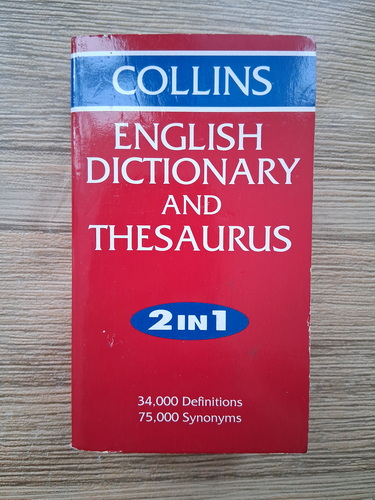 COLLINS
ENGLISH
DICTIONARY
AND
THESAURUS
2 IN 1
34,000 Definitions
75,000 Synonyms